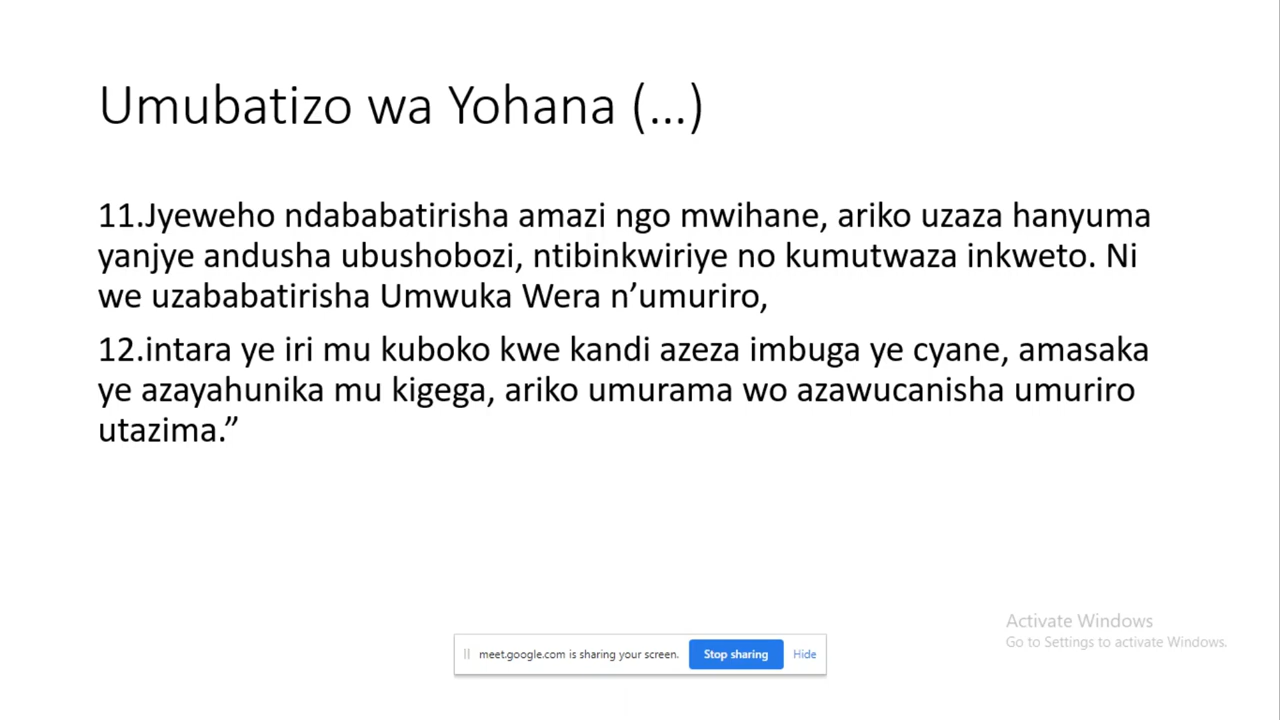 Umubatizo wa Yohana (...)
11.Jyeweho ndababatirisha amazi ngo mwihane, ariko uzaza hanyuma
yanjye andusha ubushobozi, ntibinkwiriye no kumutwaza inkweto. Ni
we uzababatirisha Umwuka Wera n’umuriro,
12.intara ye iri mu kuboko kwe kandi azeza imbuga ye cyane, amasaka
ye azayahunika mu kigega, ariko umurama wo azawucanisha umuriro
utazima.”
Activate Windows
Go to Settings to activate Windows.
meet.google.com is sharing your screen. Stop sharing Hide